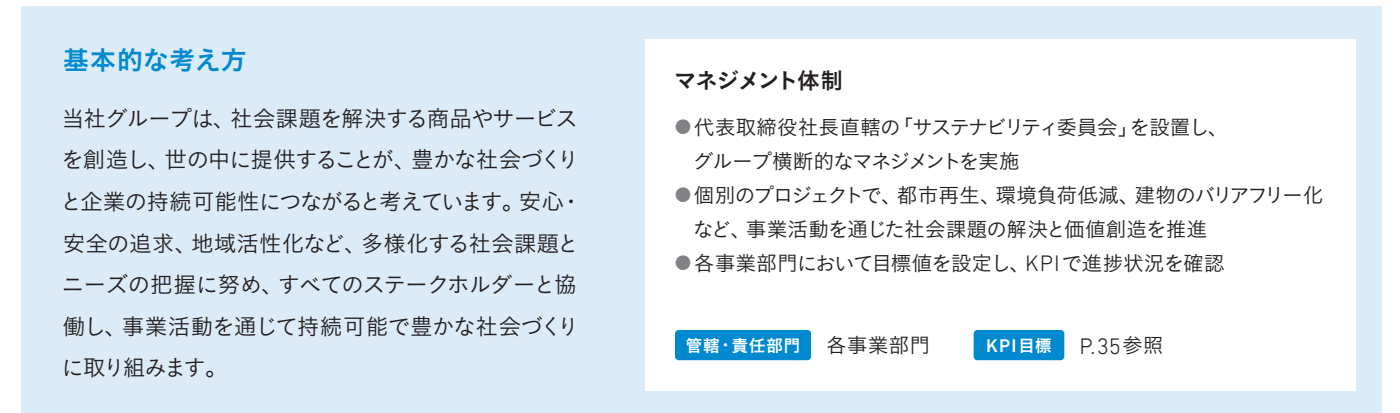 基本的な考え方
当社グループは、社会課題を解決する商品やサービス
を創造し、世の中に提供することが、豊かな社会づくり
と企業の持続可能性につながると考えています。安心・
安全の追求、地域活性化など、多様化する社会課題と
ニーズの把握に努め、すべてのステークホルダーと協
働し、事業活動を通じて持続可能で豊かな社会づくり
に取り組みます。
マネジメント体制
●代表取締役社長直轄の「サステナビリティ委員会」を設置し、
グループ横断的なマネジメントを実施
●個別のプロジェクトで、都市再生、環境負荷低減、建物のバリアフリー化
など、事業活動を通じた社会課題の解決と価値創造を推進
●各事業部門において目標値を設定し、KPIで進捗状況を確認
管轄・責任部門 各事業部門 KPI目標 P.35参照